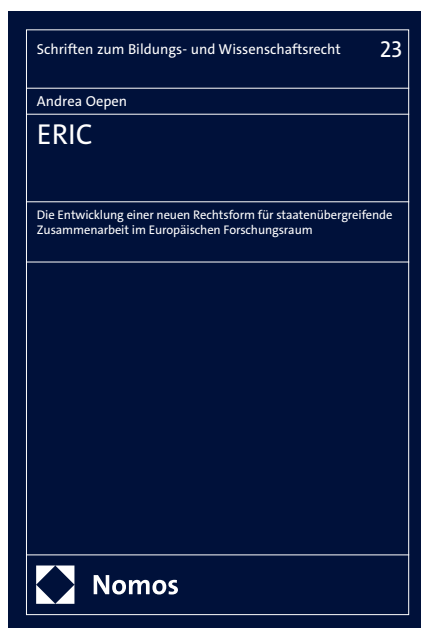 Schriften zum Bildungs- und Wissenschaftsrecht 23
Andrea Oepen
ERIC
Die Entwicklung einer neuen Rechtsform für staatenübergreifende
Zusammenarbeit im Europäischen Forschungsraum
Nomos